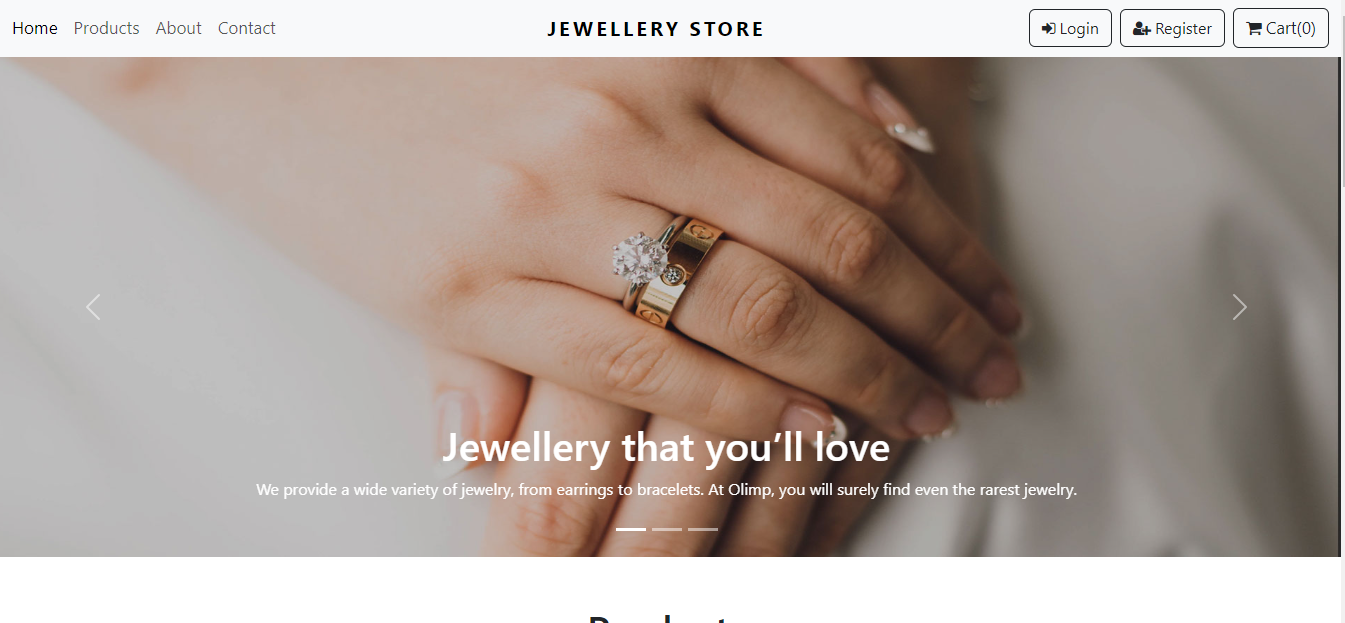 Home Products About Contact JEWELLERY STORE Login Register Cart(0)
Jewellery that you’ll love
We provide a wide variety of jewelry, from earrings to bracelets. At Olimp, you will surely find even the rarest jewelry.